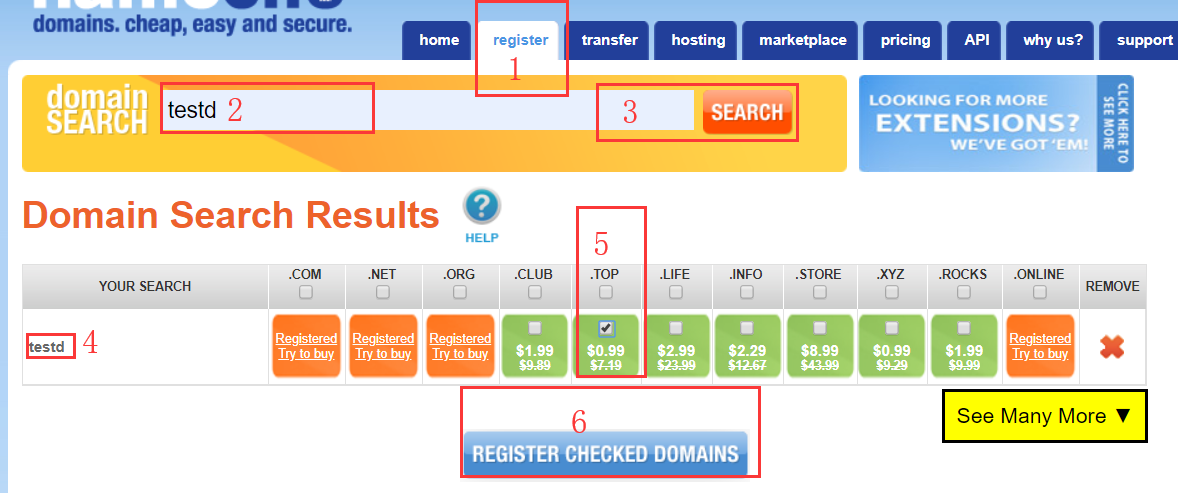 domains. cheap, easy and secure.
home register transfer hosting marketplace pricing API why us? support
1
domain
SEARCH
testd 2
3 SEARCH
LOOKING FOR MORE
EXTENSIONS?
WE'VE GOT 'EM!
CLICK HERE TO
SEE MORE
Domain Search Results
?
HELP
5
YOUR SEARCH .COM .NET .ORG .CLUB .TOP .LIFE .INFO .STORE .XYZ .ROCKS .ONLINE REMOVE
testd 4
Registered
Try to buy
Registered
Try to buy
Registered
Try to buy
$1.99
$9.89
$0.99
$7.19
$2.99
$23.99
$2.29
$12.67
$8.99
$43.99
$0.99
$9.29
$1.99
$9.99
Registered
Try to buy
See Many More ▼
6
REGISTER CHECKED DOMAINS